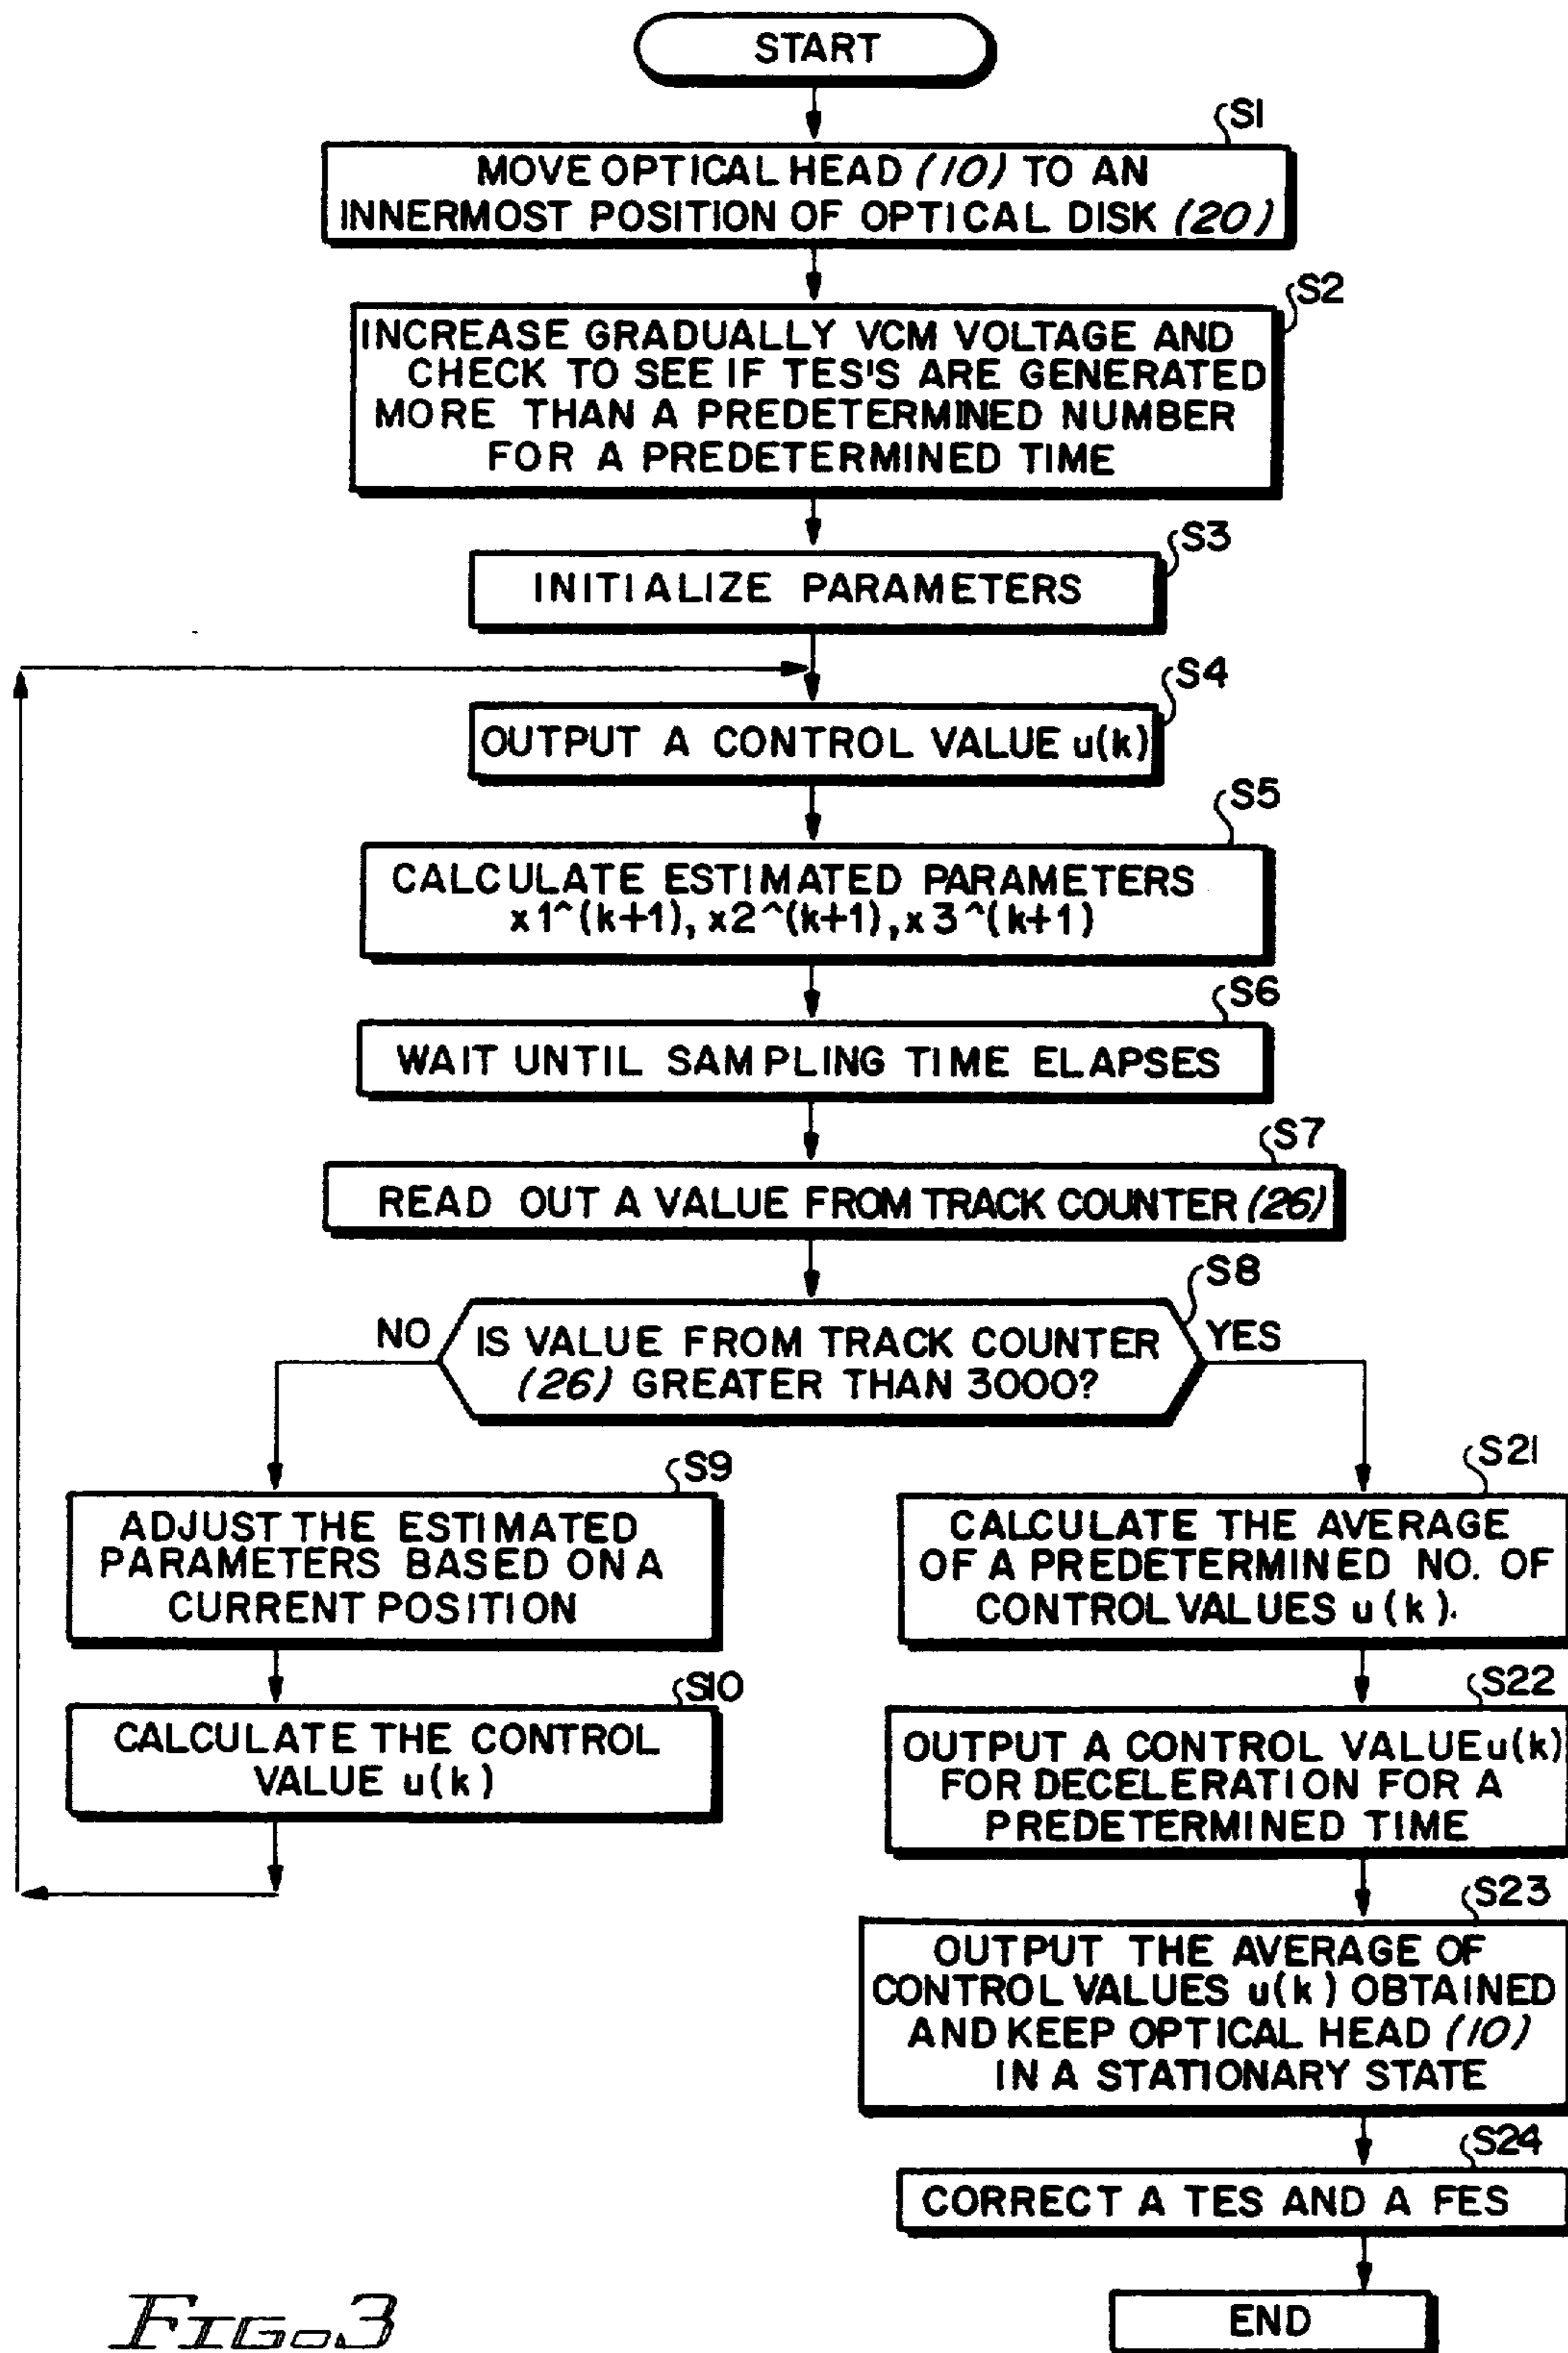 START
S1
MOVE OPTICAL HEAD (10) TO AN
INNERMOST POSITION OF OPTICAL DISK (20)
S2
INCREASE GRADUALLY VCM VOLTAGE AND
CHECK TO SEE IF TES'S ARE GENERATED
MORE THAN A PREDETERMINED NUMBER
FOR A PREDETERMINED TIME
S3
INITIALIZE PARAMETERS
S4
OUTPUT A CONTROL VALUE u(k)
S5
CALCULATE ESTIMATED PARAMETERS
x1^(k+1), x2^(k+1), x3^(k+1)
S6
WAIT UNTIL SAMPLING TIME ELAPSES
S7
READ OUT A VALUE FROM TRACK COUNTER (26)
S8
NO
IS VALUE FROM TRACK COUNTER
(26) GREATER THAN 3000?
YES
S9
ADJUST THE ESTIMATED
PARAMETERS BASED ON A
CURRENT POSITION
S10
CALCULATE THE CONTROL
VALUE u(k)
S21
CALCULATE THE AVERAGE
OF A PREDETERMINED NO. OF
CONTROL VALUES u(k).
S22
OUTPUT A CONTROL VALUE u(k)
FOR DECELERATION FOR A
PREDETERMINED TIME
S23
OUTPUT THE AVERAGE OF
CONTROL VALUES u(k) OBTAINED
AND KEEP OPTICAL HEAD (10)
IN A STATIONARY STATE
S24
CORRECT A TES AND A FES
END
FIG. 3